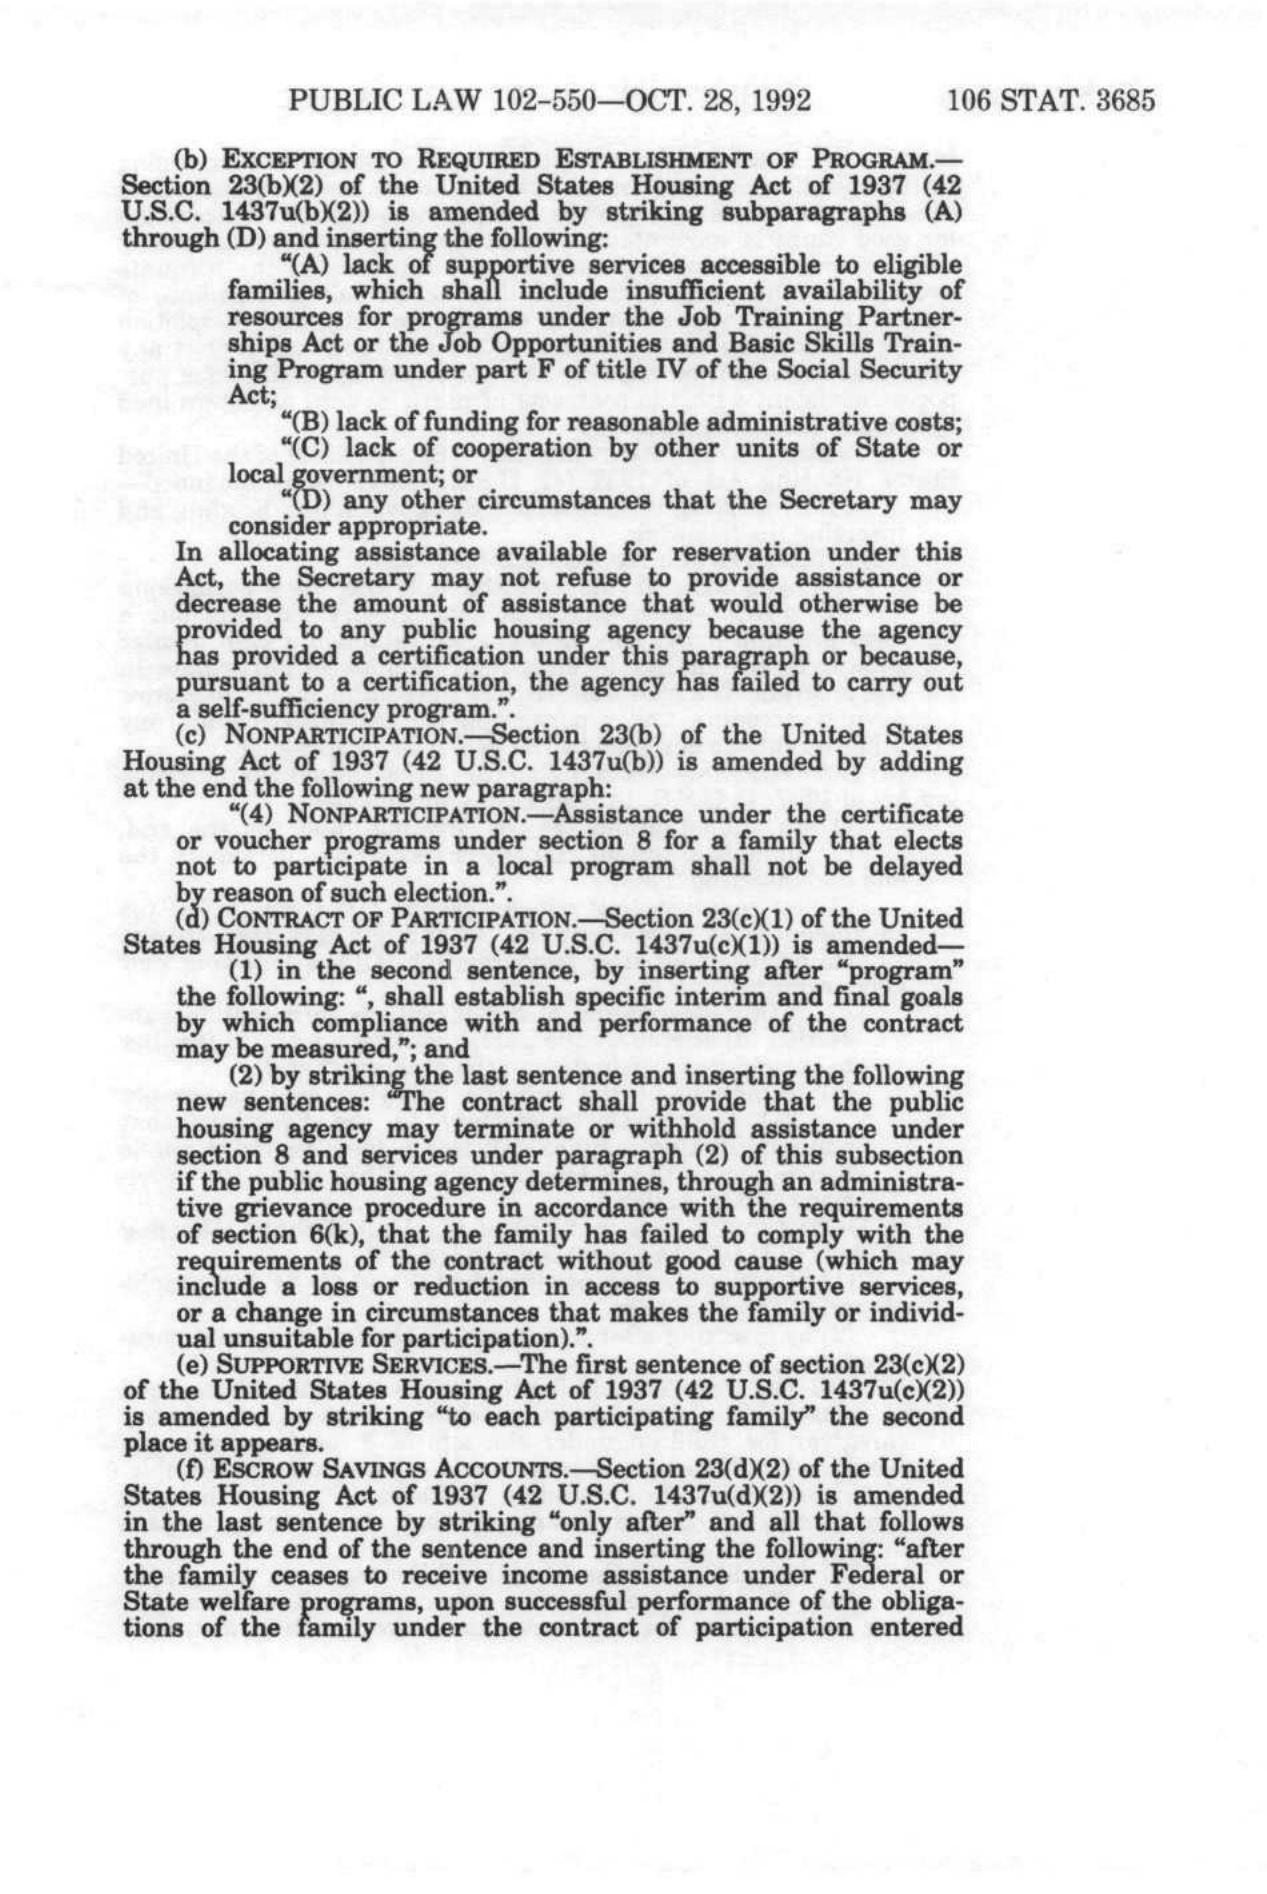 PUBLIC LAW 102-550—OCT. 28, 1992 106 STAT. 3685
(b) EXCEPTION TO REQUIRED ESTABLISHMENT OF PROGRAM.—
Section 23(b)(2) of the United States Housing Act of 1937 (42
U.S.C. 1437u(b)(2)) is amended by striking subparagraphs (A)
through (D) and inserting the following:
“(A) lack of supportive services accessible to eligible
families, which shall include insufficient availability of
resources for programs under the Job Training Partner-
ships Act or the Job Opportunities and Basic Skills Train-
ing Program under part F of title IV of the Social Security
Act;
“(B) lack of funding for reasonable administrative costs;
“(C) lack of cooperation by other units of State or
local government; or
“(D) any other circumstances that the Secretary may
consider appropriate.
In allocating assistance available for reservation under this
Act, the Secretary may not refuse to provide assistance or
decrease the amount of assistance that would otherwise be
provided to any public housing agency because the agency
has provided a certification under this paragraph or because,
pursuant to a certification, the agency has failed to carry out
a self-sufficiency program.”.
(c) NONPARTICIPATION.—Section 23(b) of the United States
Housing Act of 1937 (42 U.S.C. 1437u(b)) is amended by adding
at the end the following new paragraph:
“(4) NONPARTICIPATION.—Assistance under the certificate
or voucher programs under section 8 for a family that elects
not to participate in a local program shall not be delayed
by reason of such election.”.
(d) CONTRACT OF PARTICIPATION.—Section 23(c)(1) of the United
States Housing Act of 1937 (42 U.S.C. 1437u(c)(1)) is amended—
(1) in the second sentence, by inserting after “program”
the following: “, shall establish specific interim and final goals
by which compliance with and performance of the contract
may be measured,”; and
(2) by striking the last sentence and inserting the following
new sentences: “The contract shall provide that the public
housing agency may terminate or withhold assistance under
section 8 and services under paragraph (2) of this subsection
if the public housing agency determines, through an administra-
tive grievance procedure in accordance with the requirements
of section 6(k), that the family has failed to comply with the
requirements of the contract without good cause (which may
include a loss or reduction in access to supportive services,
or a change in circumstances that makes the family or individ-
ual unsuitable for participation).”.
(e) SUPPORTIVE SERVICES.—The first sentence of section 23(c)(2)
of the United States Housing Act of 1937 (42 U.S.C. 1437u(c)(2))
is amended by striking “to each participating family” the second
place it appears.
(f) ESCROW SAVINGS ACCOUNTS.—Section 23(d)(2) of the United
States Housing Act of 1937 (42 U.S.C. 1437u(d)(2)) is amended
in the last sentence by striking “only after” and all that follows
through the end of the sentence and inserting the following: “after
the family ceases to receive income assistance under Federal or
State welfare programs, upon successful performance of the obliga-
tions of the family under the contract of participation entered